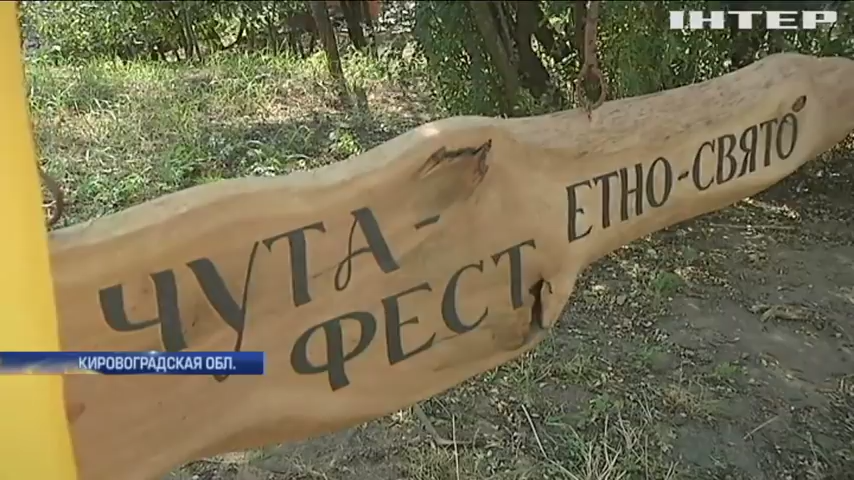 ІНТЕР
ЧУТА-
ФЕСТ
ЕТНО-СВЯТО
КИРОВОГРАДСКАЯ ОБЛ.